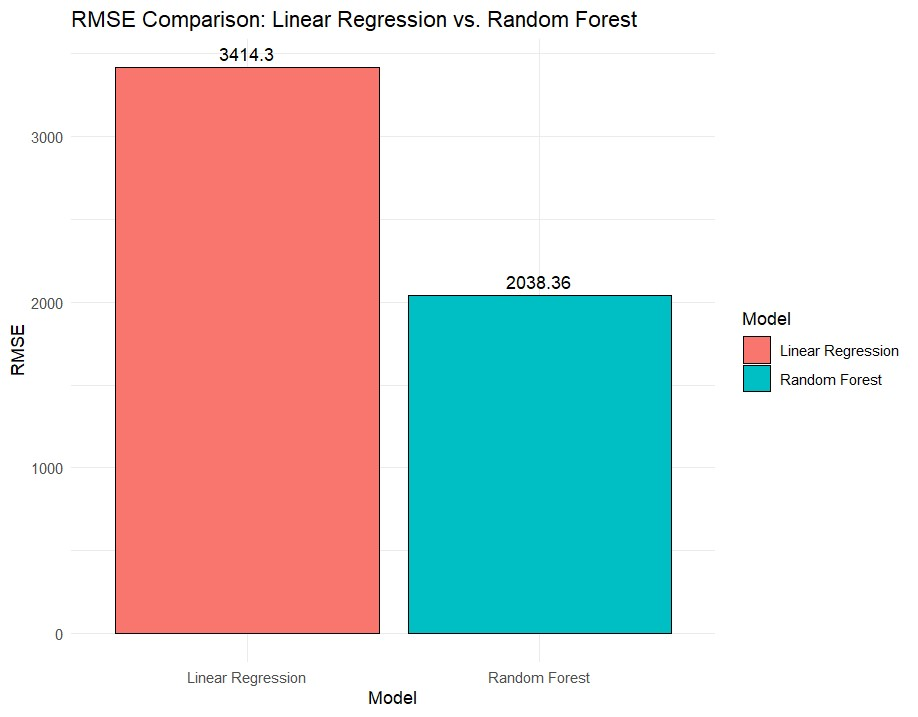 RMSE Comparison: Linear Regression vs. Random Forest
3414.3
3000
2038.36
2000
RMSE
1000
0
Linear Regression
Random Forest
Model
Model
Linear Regression
Random Forest